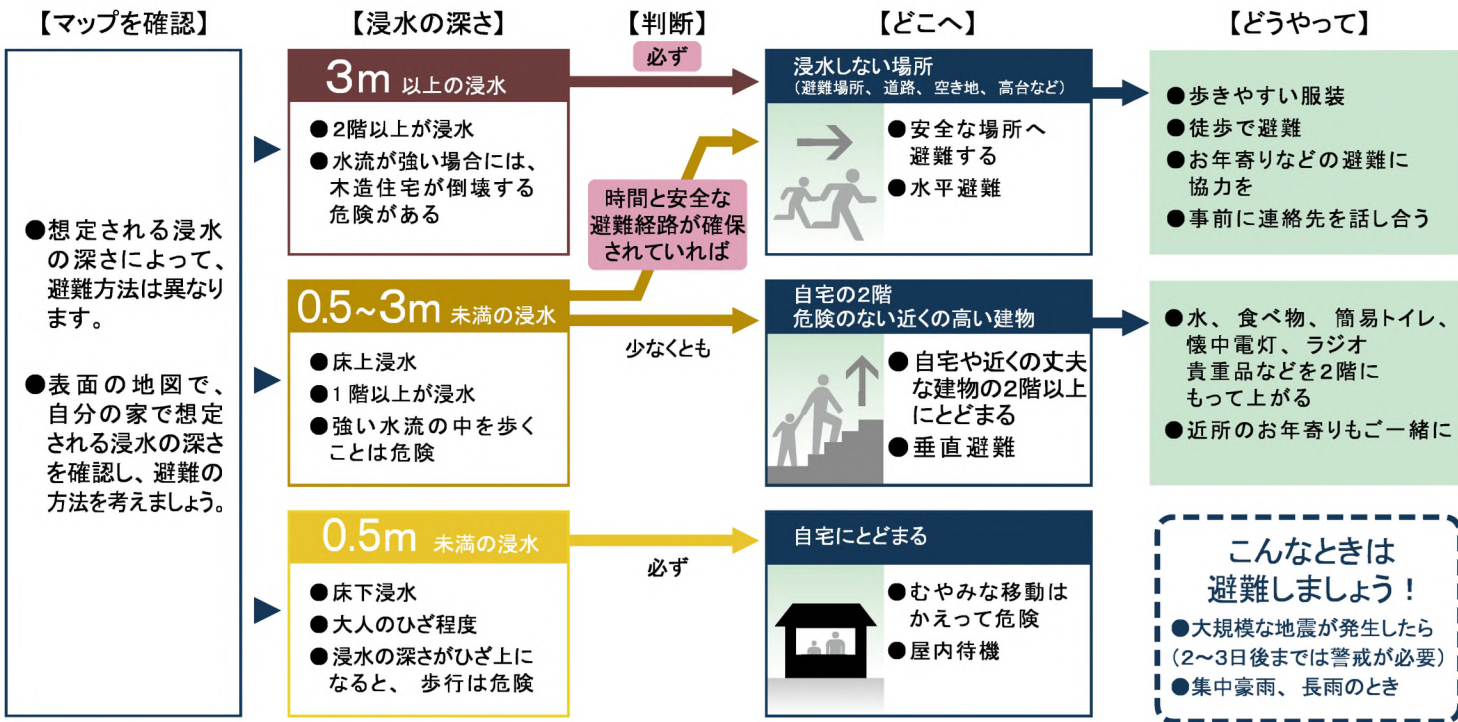 【マップを確認】
【浸水の深さ】
【判断】
【どこへ】
【どうやって】
●想定される浸水
の深さによって、
避難方法は異なり
ます。
●表面の地図で、
自分の家で想定
される浸水の深さ
を確認し、避難の
方法を考えましょう。
3m 以上の浸水
●2階以上が浸水
●水流が強い場合には、
木造住宅が倒壊する
危険がある
必ず
浸水しない場所
(避難場所、道路、空き地、高台など)
●安全な場所へ
避難する
●水平避難
●歩きやすい服装
●徒歩で避難
●お年寄りなどの避難に
協力を
●事前に連絡先を話し合う
時間と安全な
避難経路が確保
されていれば
0.5~3m 未満の浸水
●床上浸水
●1階以上が浸水
●強い水流の中を歩く
ことは危険
少なくとも
自宅の2階
危険のない近くの高い建物
●自宅や近くの丈夫
な建物の2階以上
にとどまる
●垂直避難
●水、食べ物、簡易トイレ、
懐中電灯、ラジオ
貴重品などを2階に
もって上がる
●近所のお年寄りもご一緒に
0.5m 未満の浸水
●床下浸水
●大人のひざ程度
●浸水の深さがひざ上に
なると、歩行は危険
必ず
自宅にとどまる
●むやみな移動は
かえって危険
●屋内待機
こんなときは
避難しましょう!
●大規模な地震が発生したら
(2~3日後までは警戒が必要)
●集中豪雨、長雨のとき